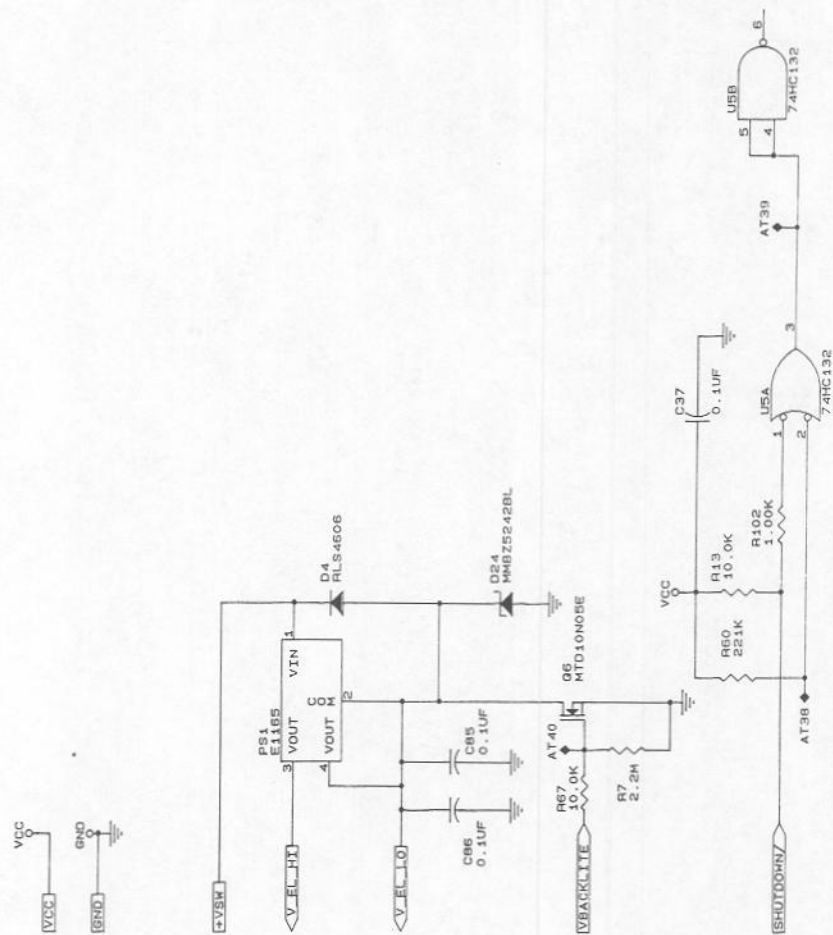 VCC
VCC
GND
GND
+VSW
V_EL_HI
V_EL_LO
VBACKLITE
SHUTDOWN/
PS1
E1165
3
VOUT
VIN
1
4
VOUT
COM
2
D4
RLS4606
C86
0.1UF
C85
0.1UF
D24
MMBZ5242BL
R67
10.0K
AT40
R7
2.2M
Q6
MTD10N05E
VCC
R60
221K
R13
10.0K
AT38
R102
1.00K
C37
0.1UF
1
2
U5A
74HC132
3
AT39
5
4
U5B
74HC132
6